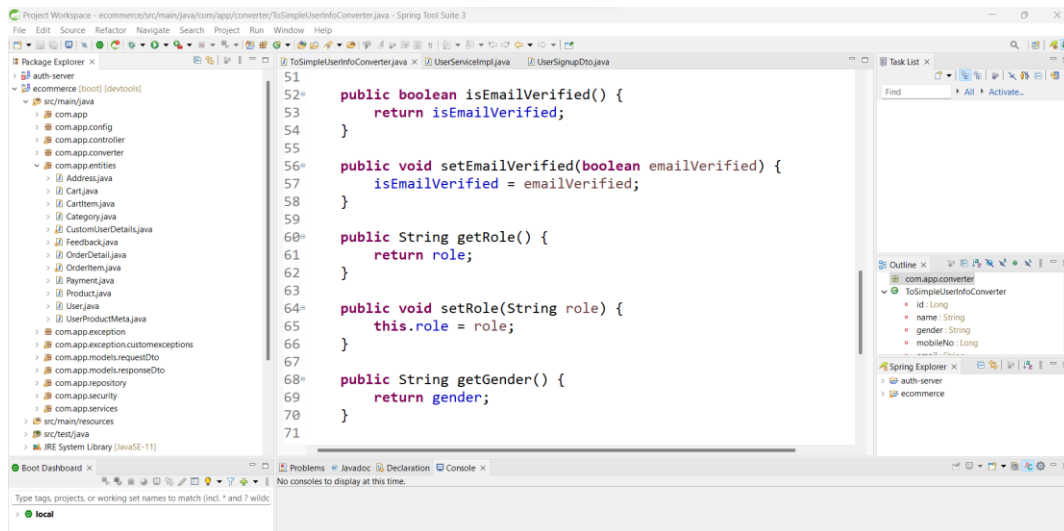 Project Workspace - ecommerce/src/main/java/com/app/converter/ToSimpleUserInfoConverter.java - Spring Tool Suite 3
File Edit Source Refactor Navigate Search Project Run Window Help
Package Explorer
auth-server
ecommerce [boot] [devtools]
src/main/java
com.app
com.app.config
com.app.controller
com.app.converter
com.app.entities
Address.java
Cart.java
CartItem.java
Category.java
CustomUserDetails.java
Feedback.java
OrderDetail.java
OrderItem.java
Payment.java
Product.java
User.java
UserProductMeta.java
com.app.exception
com.app.exception.customexceptions
com.app.models.requestDto
com.app.models.responseDto
com.app.repository
com.app.security
com.app.services
src/main/resources
src/test/java
JRE System Library [JavaSE-11]
ToSimpleUserInfoConverter.java UserServiceImpl.java UserSignupDto.java
51
52 public boolean isEmailVerified() {
53 return isEmailVerified;
54 }
55
56 public void setEmailVerified(boolean emailVerified) {
57 isEmailVerified = emailVerified;
58 }
59
60 public String getRole() {
61 return role;
62 }
63
64 public void setRole(String role) {
65 this.role = role;
66 }
67
68 public String getGender() {
69 return gender;
70 }
71
Task List
Find All Activate...
Outline
com.app.converter
ToSimpleUserInfoConverter
id : Long
name : String
gender : String
mobileNo : Long
Spring Explorer
auth-server
ecommerce
Boot Dashboard
Type tags, projects, or working set names to match (incl. * and ? wildc
local
Problems Javadoc Declaration Console
No consoles to display at this time.